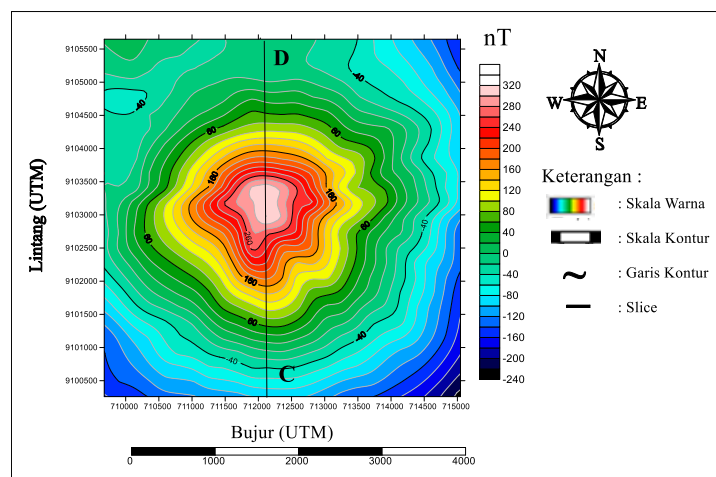 nT
D
C
-40
-40
60
160
160
-40
60
260
160
60
-40
-40
9105500
9105000
9104500
9104000
9103500
9103000
9102500
9102000
9101500
9101000
9100500
Lintang (UTM)
710000 710500 711000 711500 712000 712500 713000 713500 714000 714500 715000
Bujur (UTM)
0 1000 2000 3000 4000
320
280
240
200
160
120
80
40
0
-40
-80
-120
-160
-200
-240
N
W E
S
Keterangan :
: Skala Warna
: Skala Kontur
: Garis Kontur
: Slice